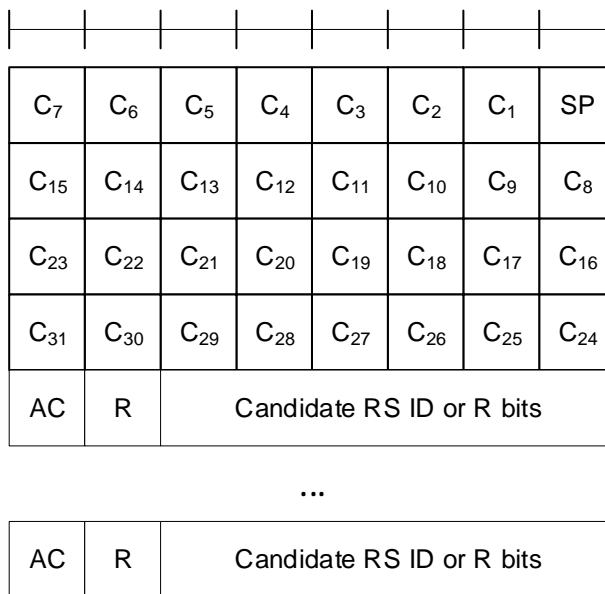 C7 C6 C5 C4 C3 C2 C1 SP
C15 C14 C13 C12 C11 C10 C9 C8
C23 C22 C21 C20 C19 C18 C17 C16
C31 C30 C29 C28 C27 C26 C25 C24
AC R Candidate RS ID or R bits
...
AC R Candidate RS ID or R bits